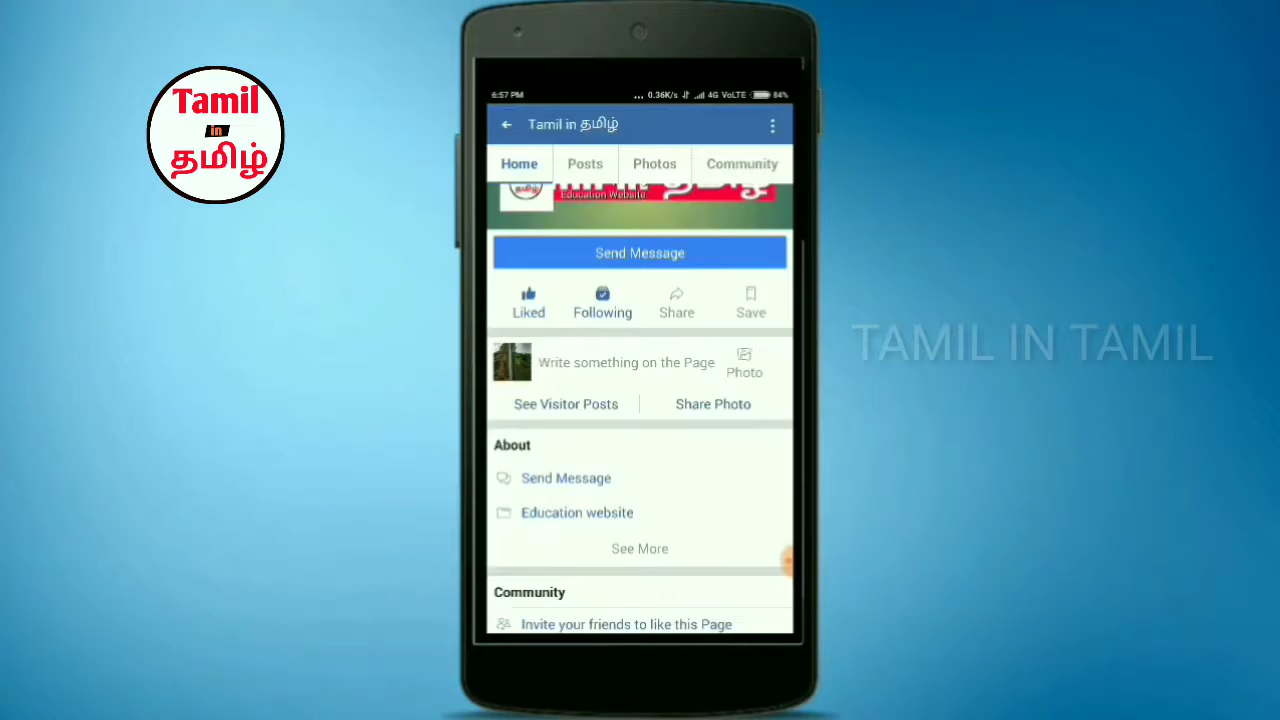 Tamil
in
தமிழ்
6:57 PM ... 0.36K/s 4G VoLTE 84%
Tamil in தமிழ்
Home Posts Photos Community
தமிழ்
Education Website
Send Message
Liked Following Share Save
Write something on the Page
Photo
See Visitor Posts Share Photo
About
Send Message
Education website
See More
Community
Invite your friends to like this Page
TAMIL IN TAMIL